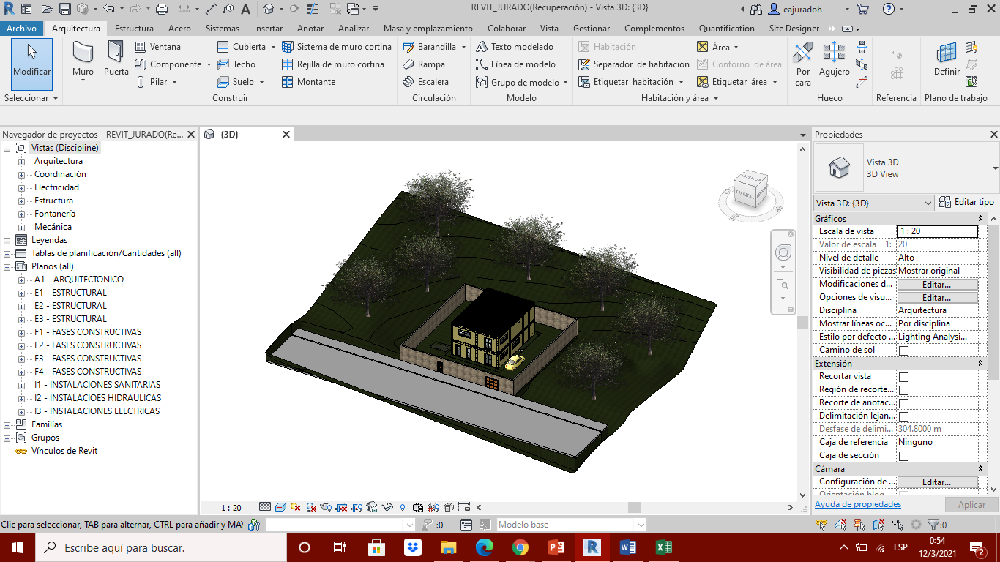 REVIT_JURADO(Recuperación) - Vista 3D: {3D}
eajuradoh
Archivo Arquitectura Estructura Acero Sistemas Insertar Anotar Analizar Masa y emplazamiento Colaborar Vista Gestionar Complementos Quantification Site Designer
Modificar
Seleccionar
Muro
Puerta
Ventana
Componente
Pilar
Cubierta
Techo
Suelo
Sistema de muro cortina
Rejilla de muro cortina
Montante
Construir
Barandilla
Rampa
Escalera
Circulación
Texto modelado
Línea de modelo
Grupo de modelo
Modelo
Habitación
Separador de habitación
Etiquetar habitación
Área
Contorno de área
Etiquetar área
Habitación y área
Por
cara
Agujero
Hueco
Referencia
Definir
Plano de trabajo
Navegador de proyectos - REVIT_JURADO(Re...
Vistas (Discipline)
Arquitectura
Coordinación
Electricidad
Estructura
Fontanería
Mecánica
Leyendas
Tablas de planificación/Cantidades (all)
Planos (all)
A1 - ARQUITECTONICO
E1 - ESTRUCTURAL
E2 - ESTRUCTURAL
E3 - ESTRUCTURAL
F1 - FASES CONSTRUCTIVAS
F2 - FASES CONSTRUCTIVAS
F3 - FASES CONSTRUCTIVAS
F4 - FASES CONSTRUCTIVAS
I1 - INSTALACIONES SANITARIAS
I2 - INSTALACIOES HIDRAULICAS
I3 - INSTALACIONES ELECTRICAS
Familias
Grupos
Vínculos de Revit
{3D}
1 : 20
Propiedades
Vista 3D
3D View
Vista 3D: {3D}
Editar tipo
Gráficos
Escala de vista 1 : 20
Valor de escala 1: 20
Nivel de detalle Alto
Visibilidad de piezas Mostrar original
Modificaciones d... Editar...
Opciones de visu... Editar...
Disciplina Arquitectura
Mostrar líneas oc... Por disciplina
Estilo por defecto ... Lighting Analysi...
Camino de sol
Extensión
Recortar vista
Región de recorte...
Recorte de anotac...
Delimitación lejan...
Desfase de delimi... 304.8000 m
Caja de referencia Ninguno
Caja de sección
Cámara
Configuración de ... Editar...
Ayuda de propiedades
Aplicar
Clic para seleccionar, TAB para alternar, CTRL para añadir y MAY
:0
Modelo base
:0
Escribe aquí para buscar.
ESP
0:54
12/3/2021
2